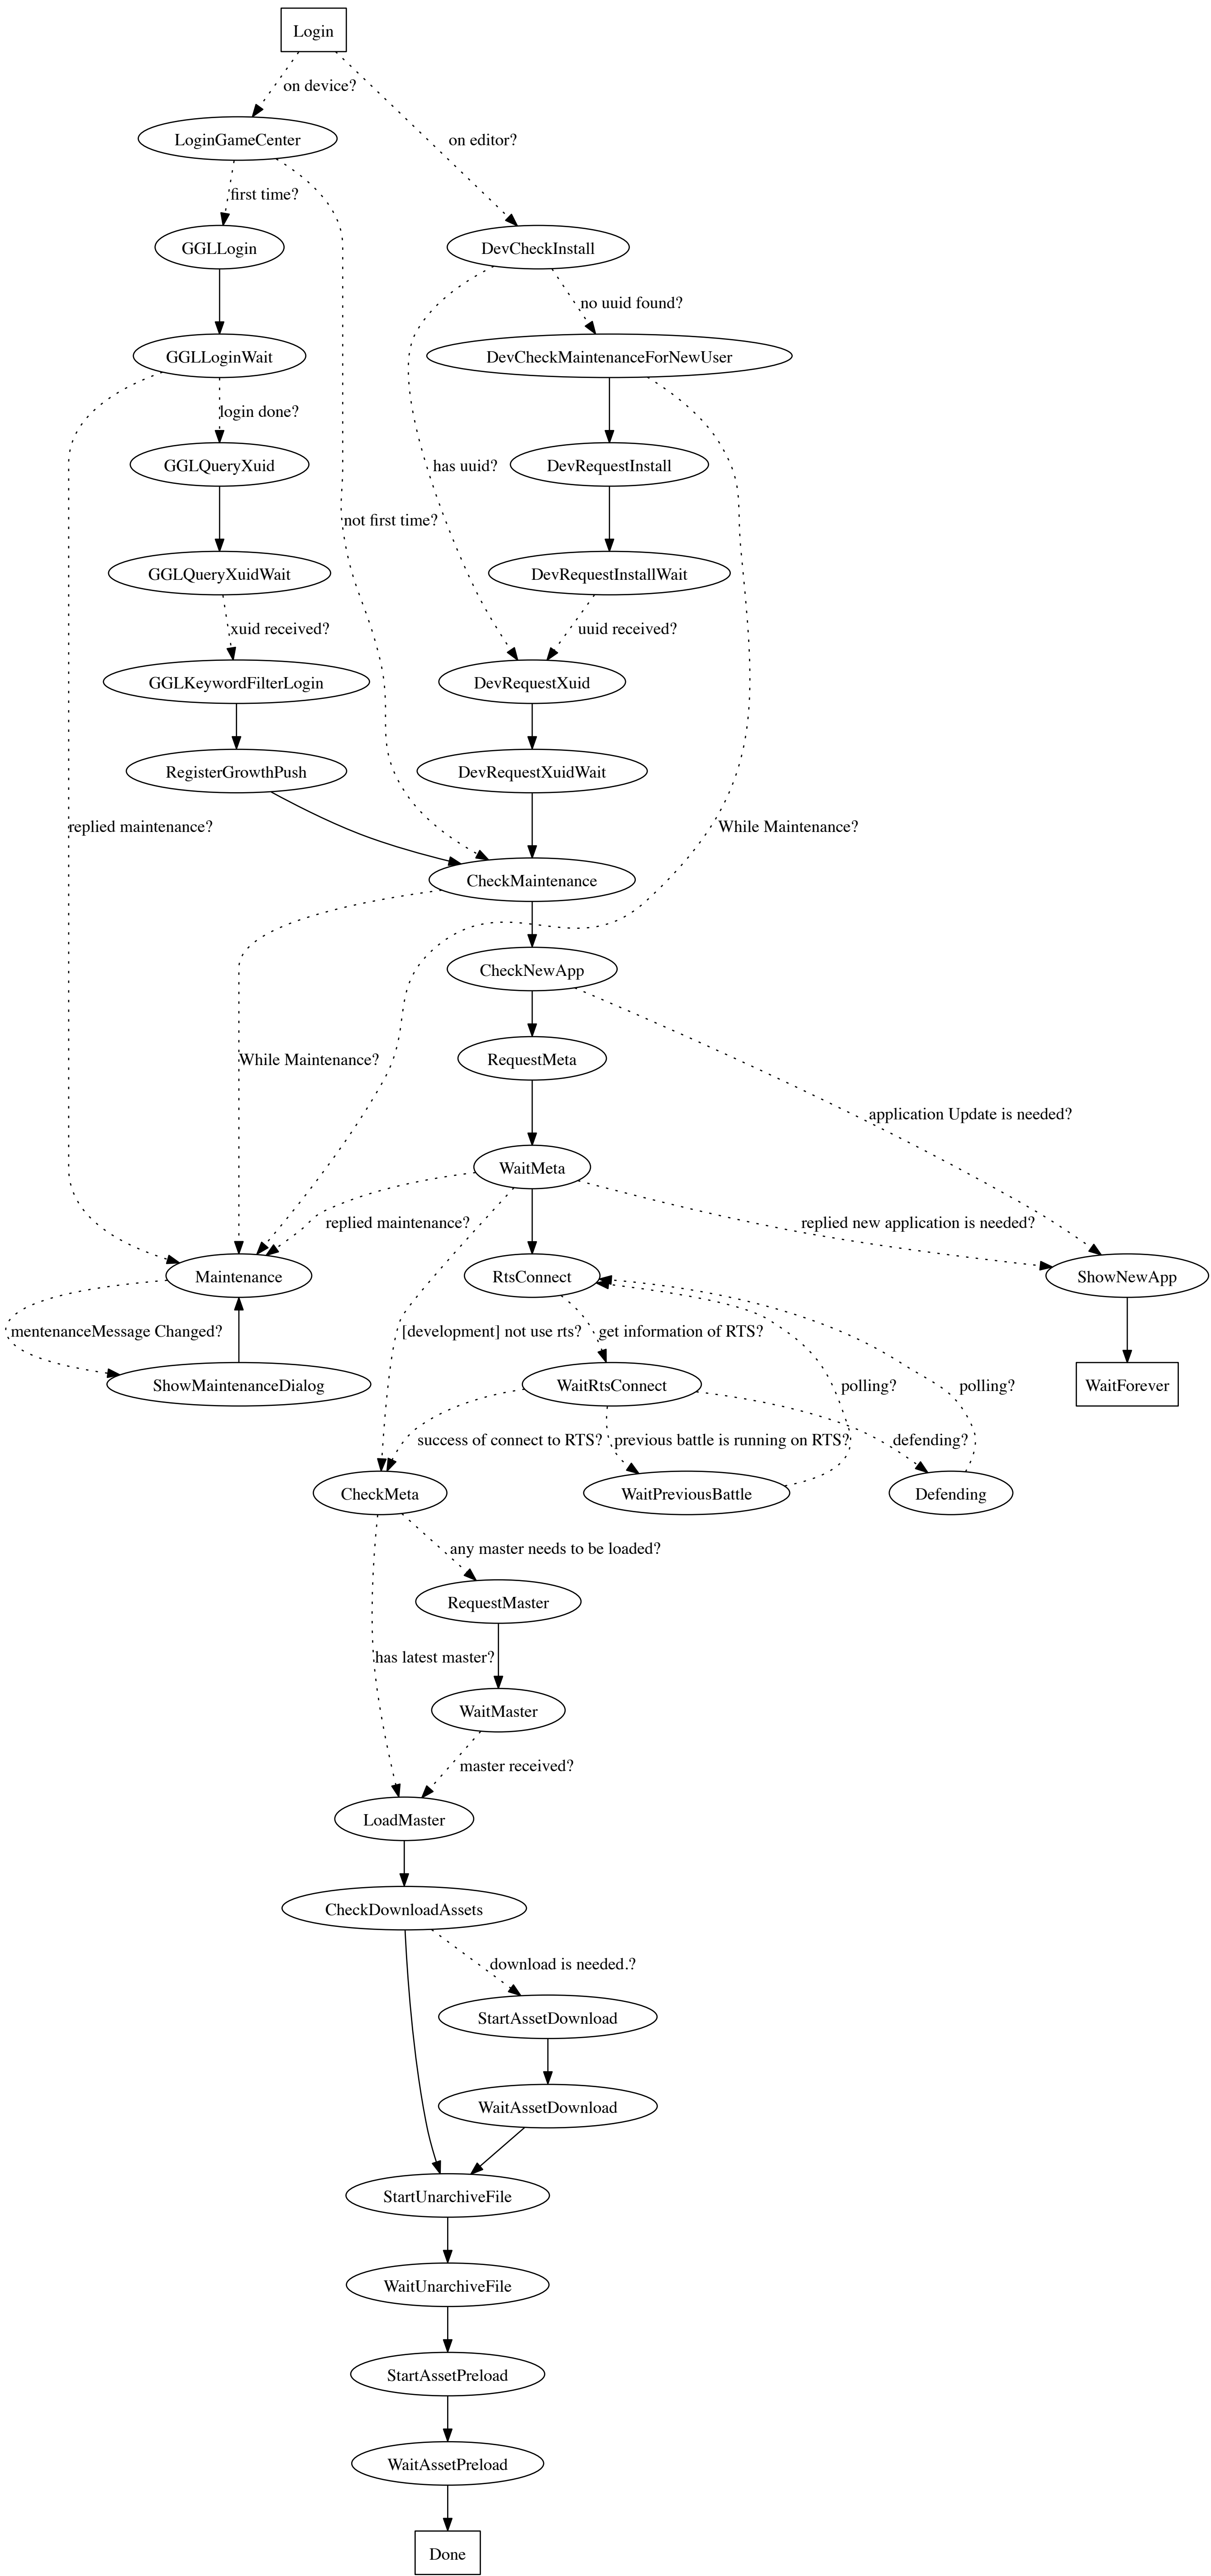 Login
on device?
LoginGameCenter
on editor?
first time?
GGLLogin
DevCheckInstall
no uuid found?
GGLLoginWait
DevCheckMaintenanceForNewUser
login done?
GGLQueryXuid
has uuid?
DevRequestInstall
not first time?
GGLQueryXuidWait
DevRequestInstallWait
xuid received?
uuid received?
GGLKeywordFilterLogin
DevRequestXuid
RegisterGrowthPush
DevRequestXuidWait
replied maintenance?
While Maintenance?
CheckMaintenance
CheckNewApp
While Maintenance?
RequestMeta
application Update is needed?
WaitMeta
replied maintenance?
replied new application is needed?
Maintenance
RtsConnect
ShowNewApp
mentenanceMessage Changed?
[development] not use rts?
get information of RTS?
ShowMaintenanceDialog
WaitRtsConnect
polling?
polling?
WaitForever
success of connect to RTS?
previous battle is running on RTS?
defending?
CheckMeta
WaitPreviousBattle
Defending
any master needs to be loaded?
RequestMaster
has latest master?
WaitMaster
master received?
LoadMaster
CheckDownloadAssets
download is needed.?
StartAssetDownload
WaitAssetDownload
StartUnarchiveFile
WaitUnarchiveFile
StartAssetPreload
WaitAssetPreload
Done